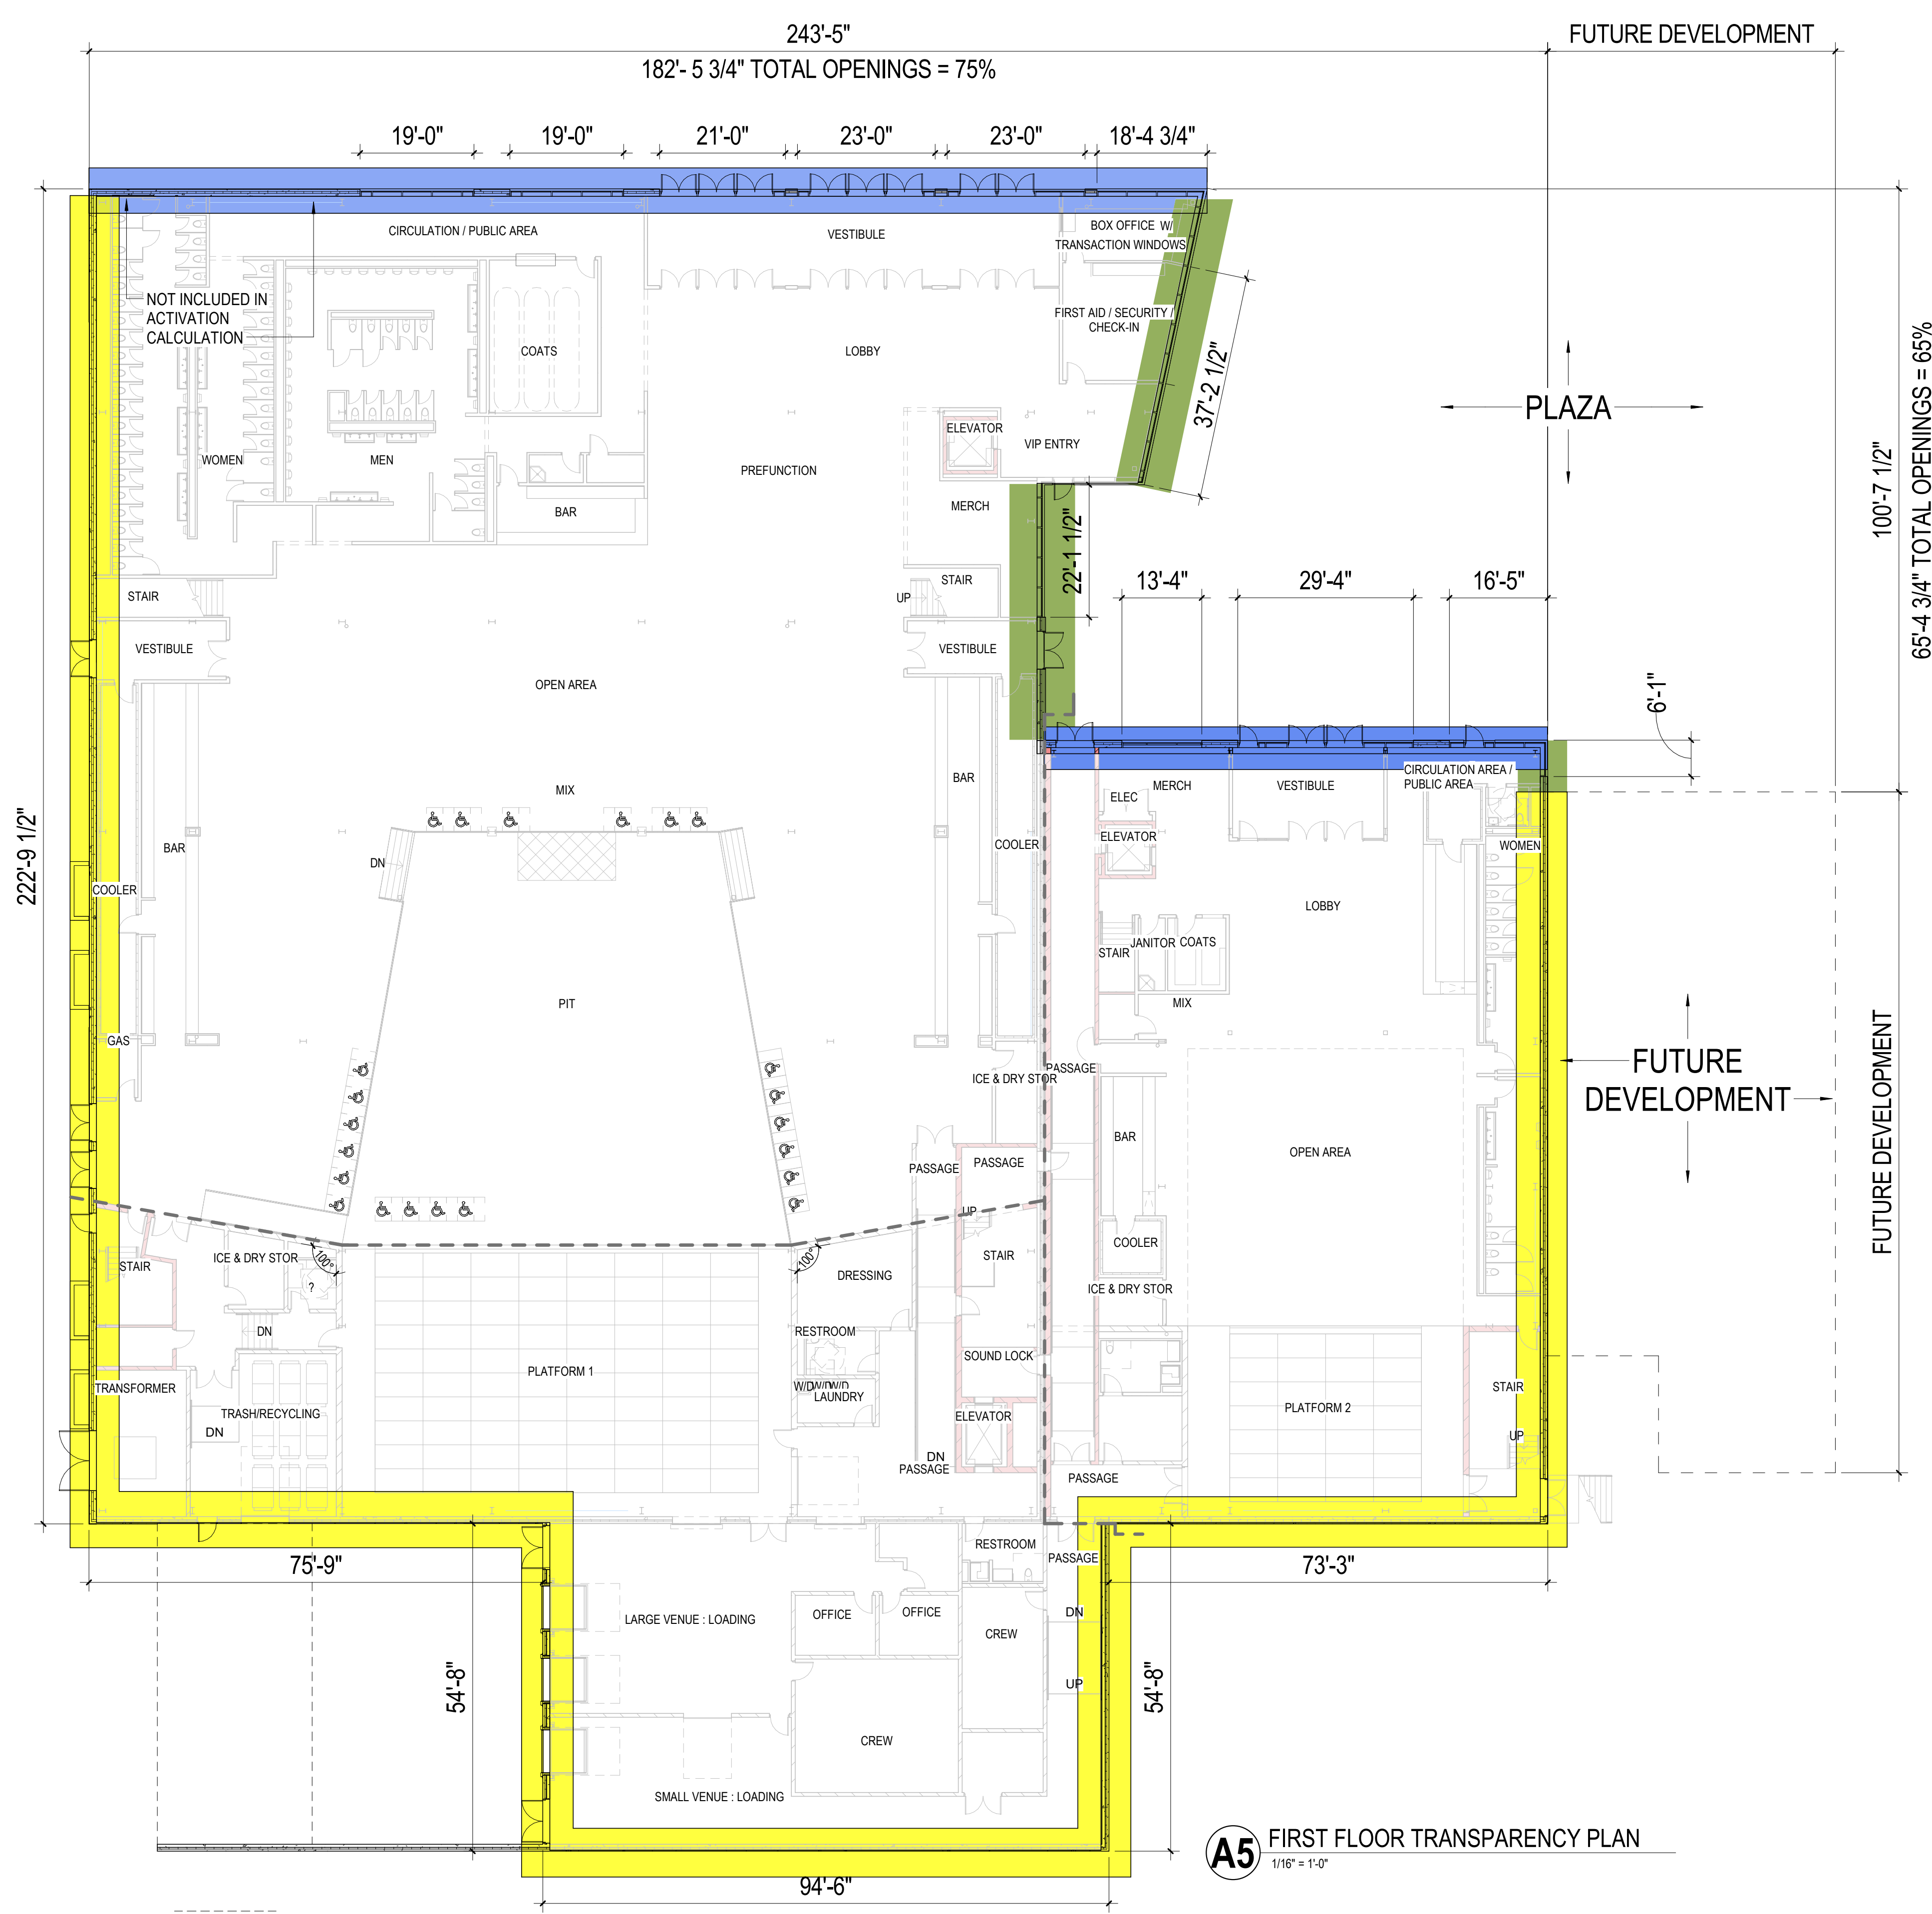 243'-5"
FUTURE DEVELOPMENT
182'- 5 3/4" TOTAL OPENINGS = 75%
19'-0"
19'-0"
21'-0"
23'-0"
23'-0"
18'-4 3/4"
CIRCULATION / PUBLIC AREA
VESTIBULE
BOX OFFICE W/
TRANSACTION WINDOWS
NOT INCLUDED IN
ACTIVATION
CALCULATION
FIRST AID / SECURITY /
CHECK-IN
COATS
LOBBY
37'-2 1/2"
PLAZA
100'-7 1/2"
65'-4 3/4" TOTAL OPENINGS = 65%
ELEVATOR
VIP ENTRY
WOMEN
MEN
PREFUNCTION
MERCH
BAR
22'-1 1/2"
STAIR
STAIR
UP
13'-4"
29'-4"
16'-5"
VESTIBULE
VESTIBULE
OPEN AREA
6'-1"
222'-9 1/2"
MIX
BAR
CIRCULATION AREA /
PUBLIC AREA
MERCH
VESTIBULE
ELEC
ELEVATOR
COOLER
WOMEN
BAR
DN
COOLER
LOBBY
JANITOR
COATS
STAIR
PIT
MIX
GAS
ICE & DRY STOR
PASSAGE
FUTURE
DEVELOPMENT
FUTURE DEVELOPMENT
BAR
OPEN AREA
PASSAGE
PASSAGE
UP
COOLER
STAIR
ICE & DRY STOR
100°
100°
STAIR
?
DRESSING
ICE & DRY STOR
DN
RESTROOM
SOUND LOCK
PLATFORM 1
TRANSFORMER
W/D
W/D
W/D
LAUNDRY
STAIR
PLATFORM 2
TRASH/RECYCLING
DN
ELEVATOR
UP
DN
PASSAGE
PASSAGE
RESTROOM
PASSAGE
75'-9"
73'-3"
LARGE VENUE : LOADING
OFFICE
OFFICE
DN
CREW
54'-8"
54'-8"
UP
CREW
SMALL VENUE : LOADING
A5
FIRST FLOOR TRANSPARENCY PLAN
1/16" = 1'-0"
94'-6"